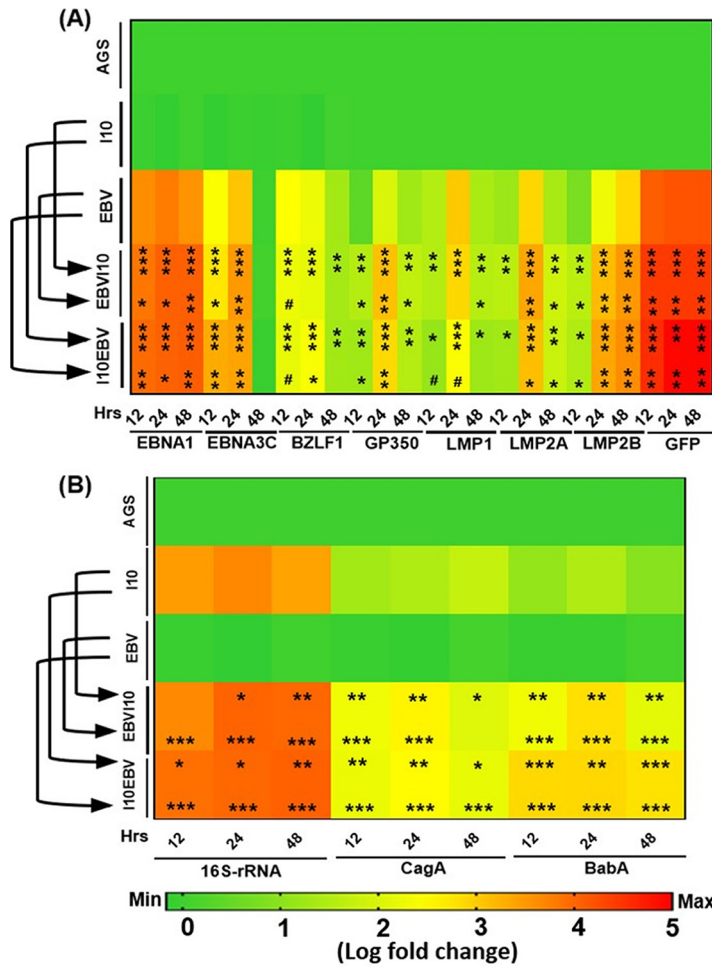 (A)
AGS
I10
EBV
EBVI10
I10EBV
Hrs 12 24 48 12 24 48 12 24 48 12 24 48 12 24 48 12 24 48 12 24 48 12 24 48
EBNA1 EBNA3C BZLF1 GP350 LMP1 LMP2A LMP2B GFP
(B)
AGS
I10
EBV
EBVI10
* ** ** ** * ** ** **
*** *** *** *** *** *** *** ***
I10EBV
* * ** ** ** * *** ** ***
*** *** *** *** *** *** *** *** ***
Hrs 12 24 48 12 24 48 12 24 48
16S-rRNA CagA BabA
Min Max
0 1 2 3 4 5
(Log fold change)